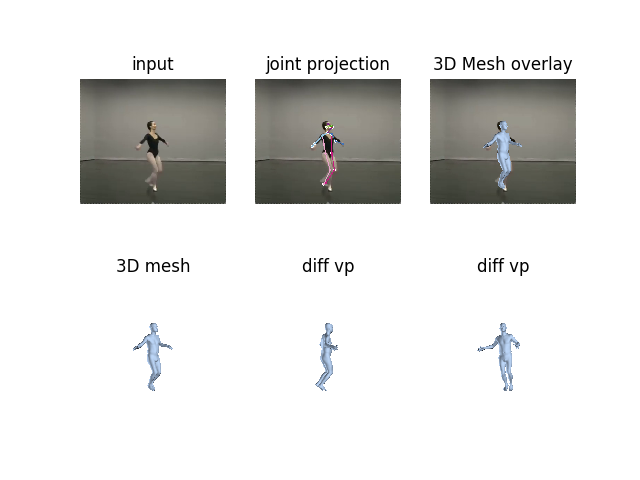 input
joint projection
3D Mesh overlay
3D mesh
diff vp
diff vp